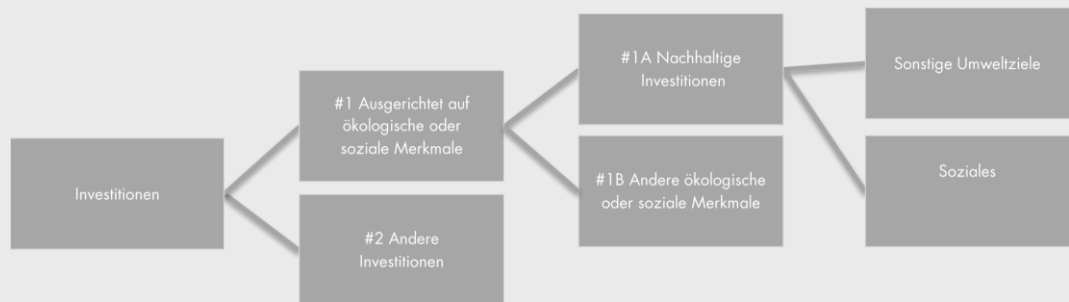 Investitionen
#1 Ausgerichtet auf
ökologische oder
soziale Merkmale
#2 Andere
Investitionen
#1A Nachhaltige
Investitionen
#1B Andere ökologische
oder soziale Merkmale
Sonstige Umweltziele
Soziales